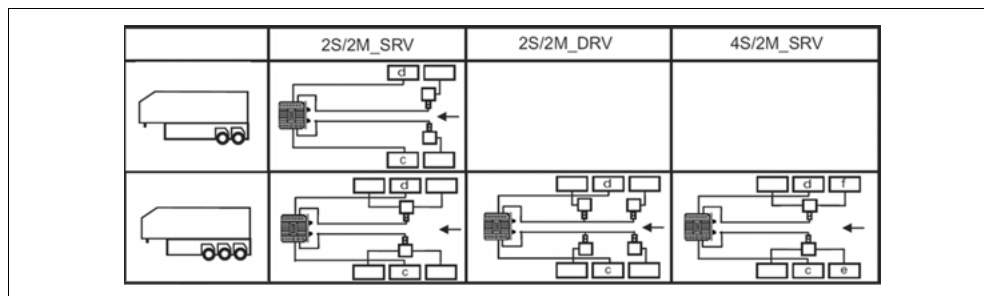 2S/2M_SRV 2S/2M_DRV 4S/2M_SRV
d
c
d d d f
c c c e